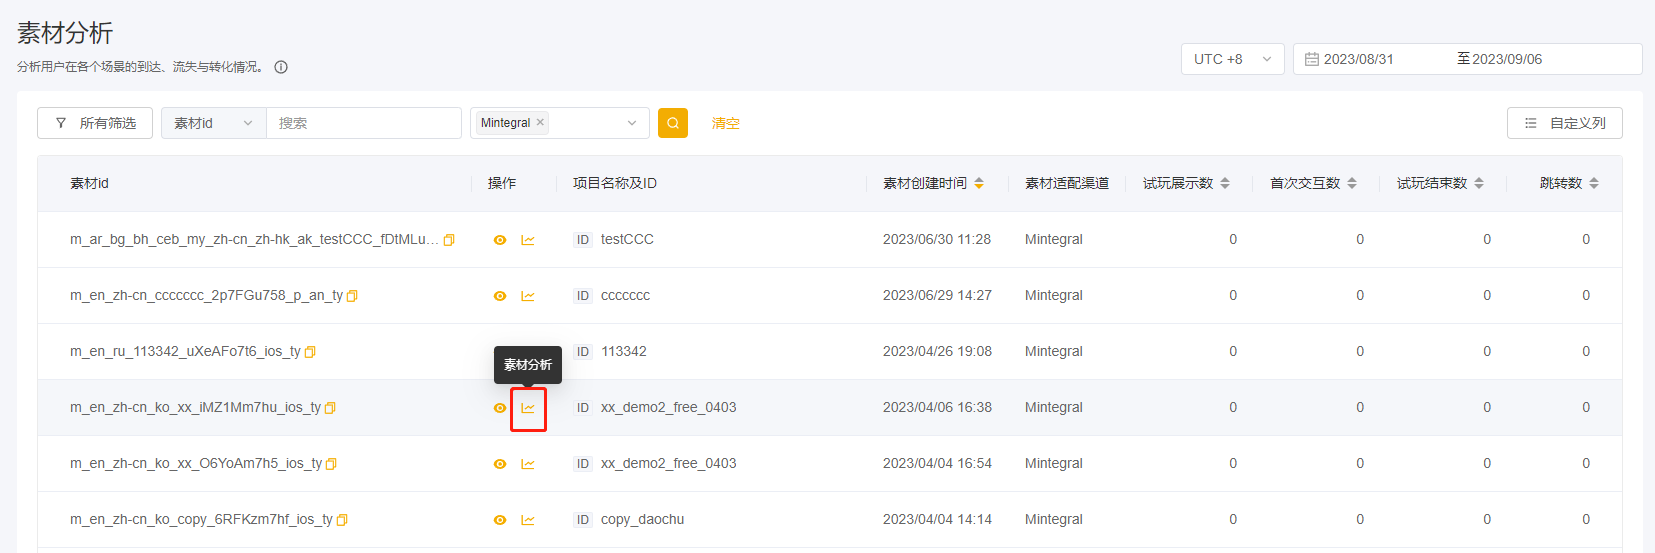 素材分析
分析用户在各个场景的到达、流失与转化情况。
UTC +8
2023/08/31 至 2023/09/06
所有筛选 素材id 搜索 Mintegral 清空 自定义列
素材id 操作 项目名称及ID 素材创建时间 素材适配渠道 试玩展示数 首次交互数 试玩结束数 跳转数
m_ar_bg_bh_ceb_my_zh-cn_zh-hk_ak_testCCC_fDtMLu... ID testCCC 2023/06/30 11:28 Mintegral 0 0 0 0
m_en_zh-cn_ccccccc_2p7FGu758_p_an_ty ID ccccccc 2023/06/29 14:27 Mintegral 0 0 0 0
m_en_ru_113342_uXeAFo7t6_ios_ty ID 113342 2023/04/26 19:08 Mintegral 0 0 0 0
素材分析
m_en_zh-cn_ko_xx_iMZ1Mm7hu_ios_ty ID xx_demo2_free_0403 2023/04/06 16:38 Mintegral 0 0 0 0
m_en_zh-cn_ko_xx_O6YoAm7h5_ios_ty ID xx_demo2_free_0403 2023/04/04 16:54 Mintegral 0 0 0 0
m_en_zh-cn_ko_copy_6RFKzm7hf_ios_ty ID copy_daochu 2023/04/04 14:14 Mintegral 0 0 0 0